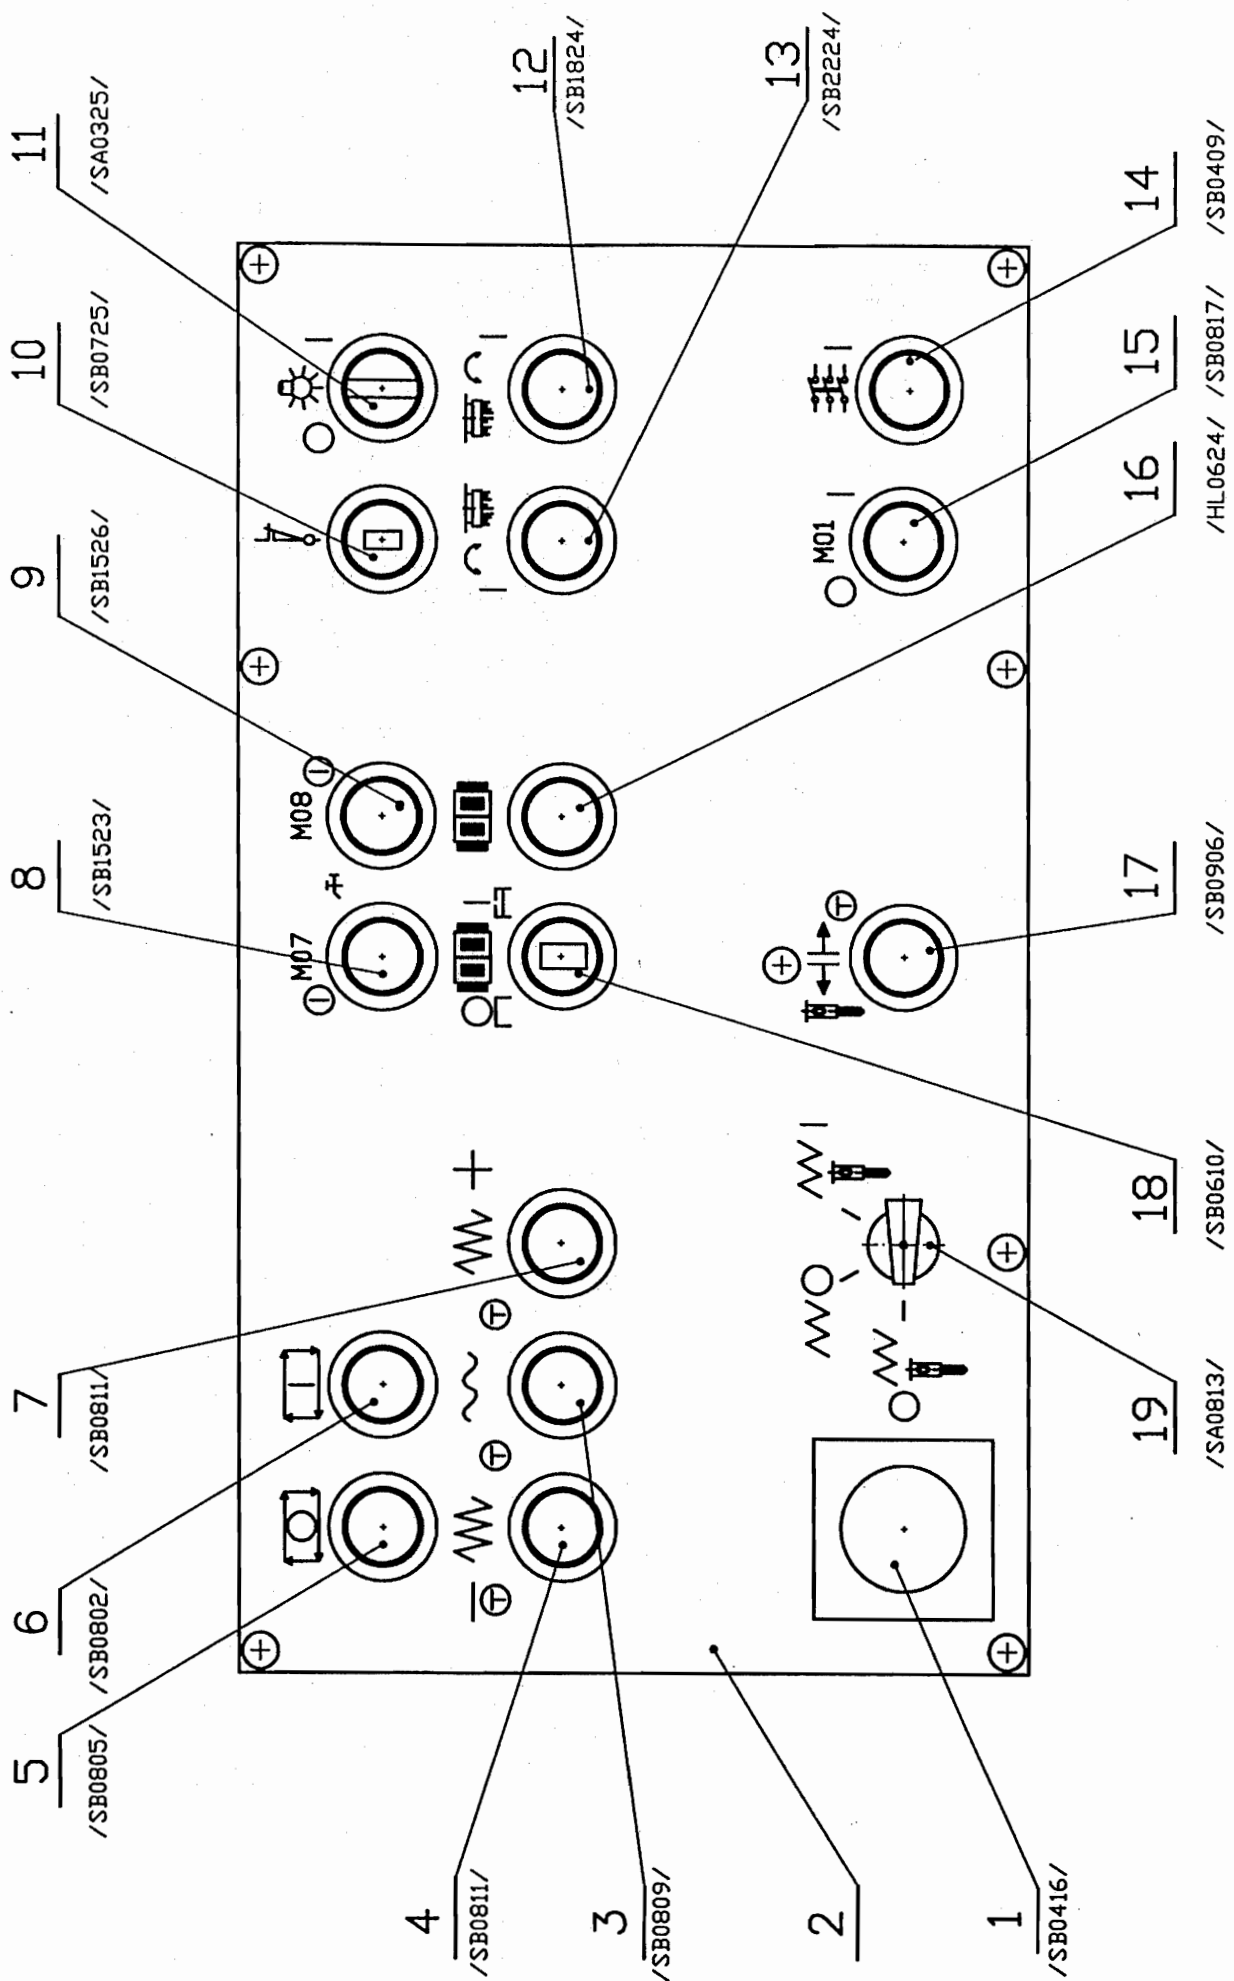 5
/SB0805/
6
/SB0802/
7
/SB0811/
8
/SB1523/
9
/SB1526/
10
/SB0725/
11
/SA0325/
M07
M08
4
/SB0811/
12
/SB1824/
3
/SB0809/
13
/SB2224/
2
M01
1
/SB0416/
19
/SA0813/
18
/SB0610/
17
/SB0906/
16
/HL0624/
15
/SB0817/
14
/SB0409/